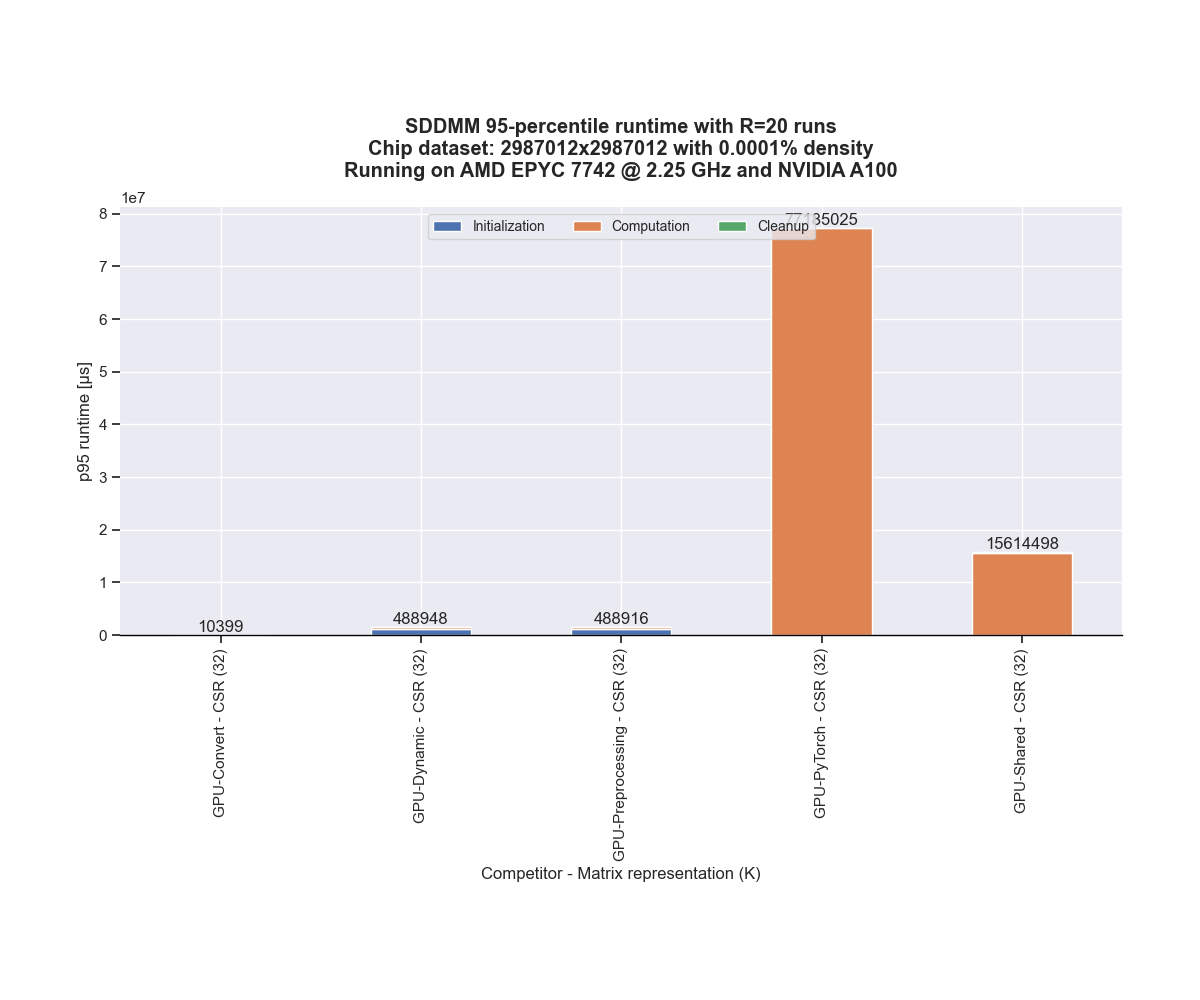 SDDMM 95-percentile runtime with R=20 runs
Chip dataset: 2987012x2987012 with 0.0001% density
Running on AMD EPYC 7742 @ 2.25 GHz and NVIDIA A100
1e7
Initialization
Computation
Cleanup
8
7
6
5
4
3
2
1
0
p95 runtime [µs]
10399
488948
488916
15614498
GPU-Convert - CSR (32)
GPU-Dynamic - CSR (32)
GPU-Preprocessing - CSR (32)
GPU-PyTorch - CSR (32)
GPU-Shared - CSR (32)
Competitor - Matrix representation (K)